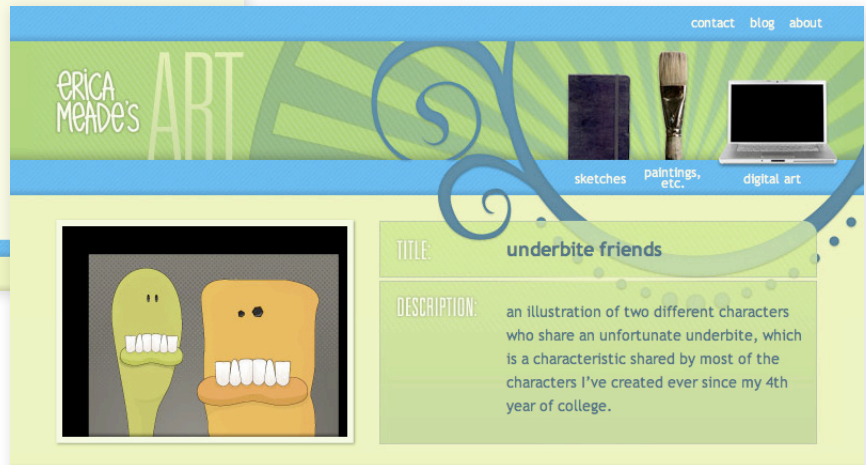 contact blog about
ERICA
MEADE'S
ART
sketches
paintings,
etc.
digital art
TITLE:
underbite friends
DESCRIPTION:
an illustration of two different characters
who share an unfortunate underbite, which
is a characteristic shared by most of the
characters I've created ever since my 4th
year of college.